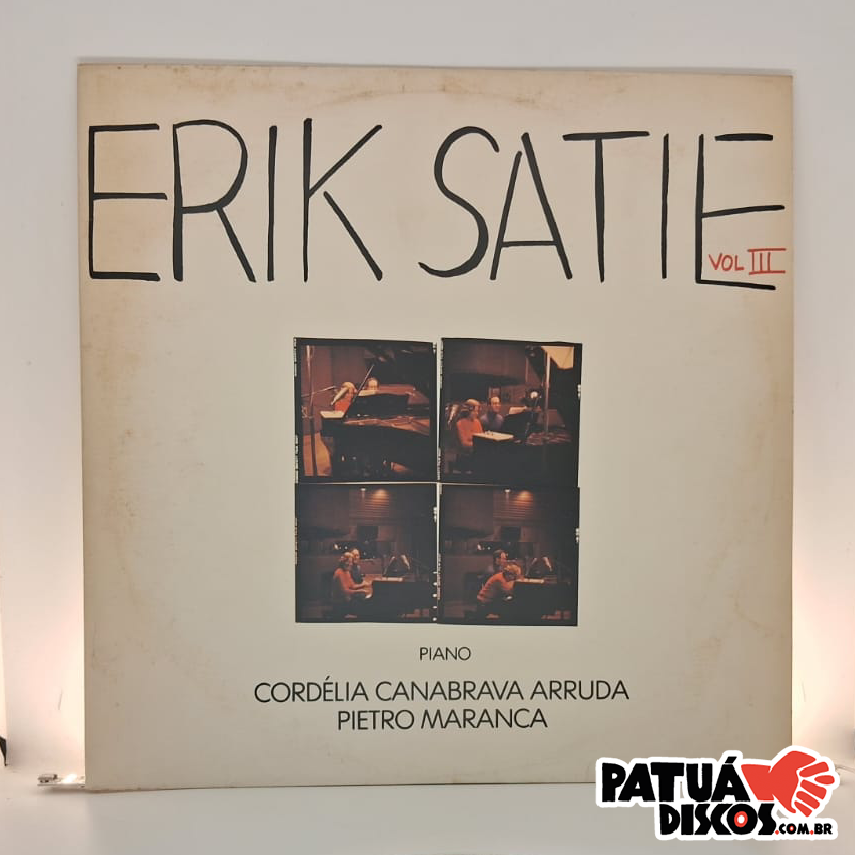 ERIK SATIE
VOL III
PIANO
CORDÉLIA CANABRAVA ARRUDA
PIETRO MARANCA
PATUÁ
DISCOS.COM.BR